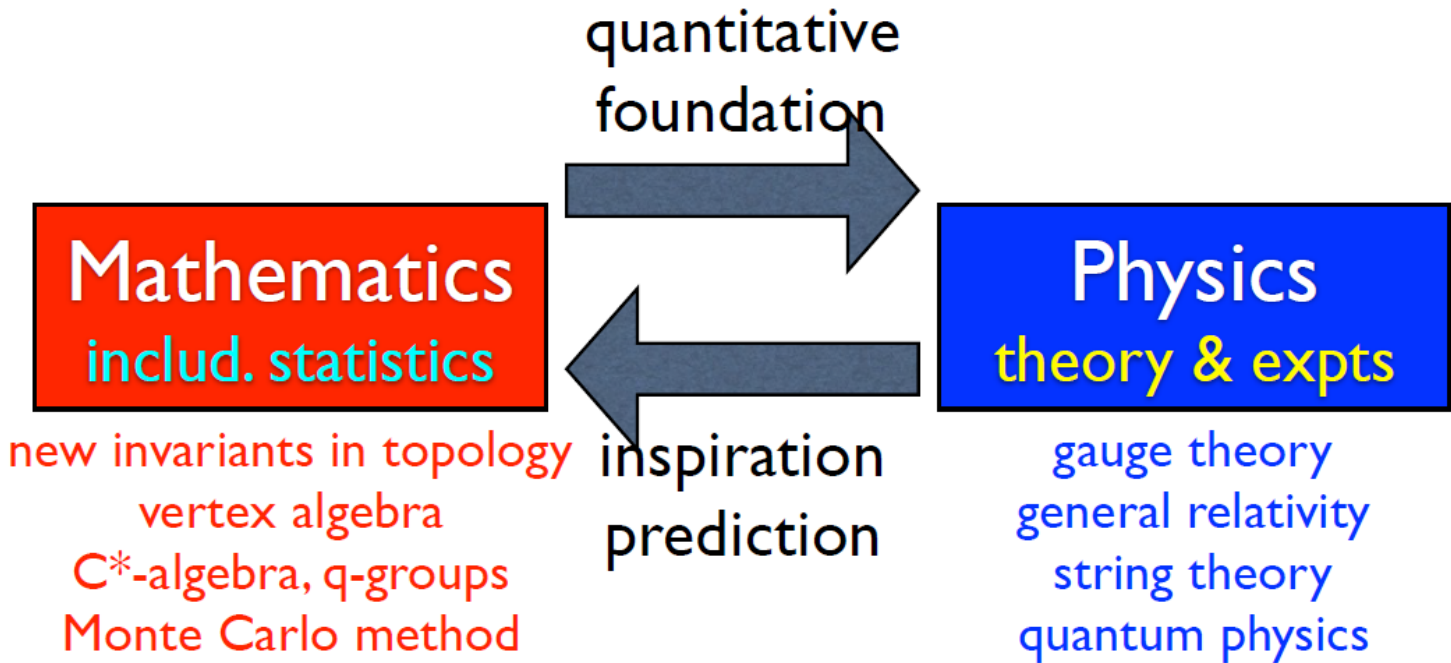 quantitative
foundation
Mathematics
includ. statistics
Physics
theory & expts
new invariants in topology
vertex algebra
C*-algebra, q-groups
Monte Carlo method
inspiration
prediction
gauge theory
general relativity
string theory
quantum physics